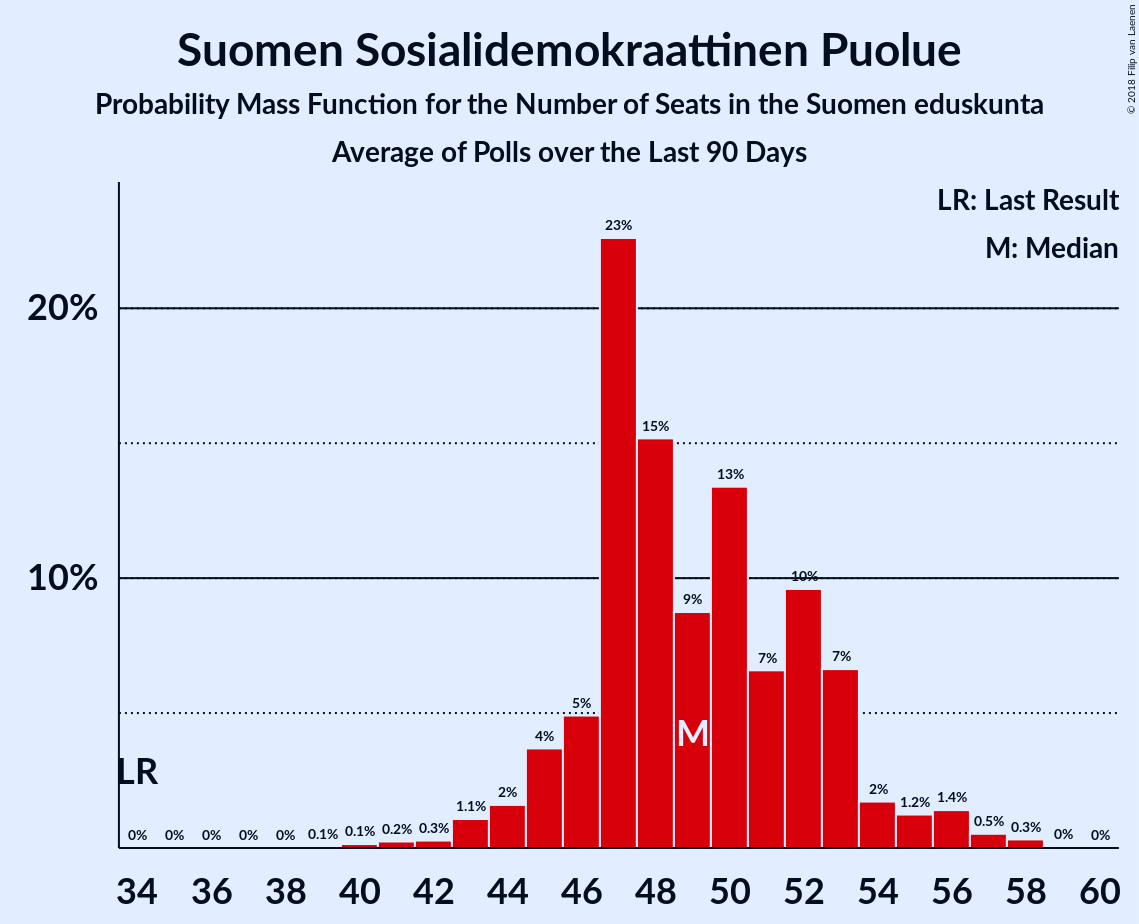 Suomen Sosialidemokraattinen Puolue
Probability Mass Function for the Number of Seats in the Suomen eduskunta
Average of Polls over the Last 90 Days
© 2018 Filip van Laenen
LR: Last Result
M: Median
20%
10%
LR
M
0% 0% 0% 0% 0% 0.1% 0.1% 0.2% 0.3% 1.1% 2% 4% 5% 23% 15% 9% 13% 7% 10% 7% 2% 1.2% 1.4% 0.5% 0.3% 0% 0%
34 36 38 40 42 44 46 48 50 52 54 56 58 60